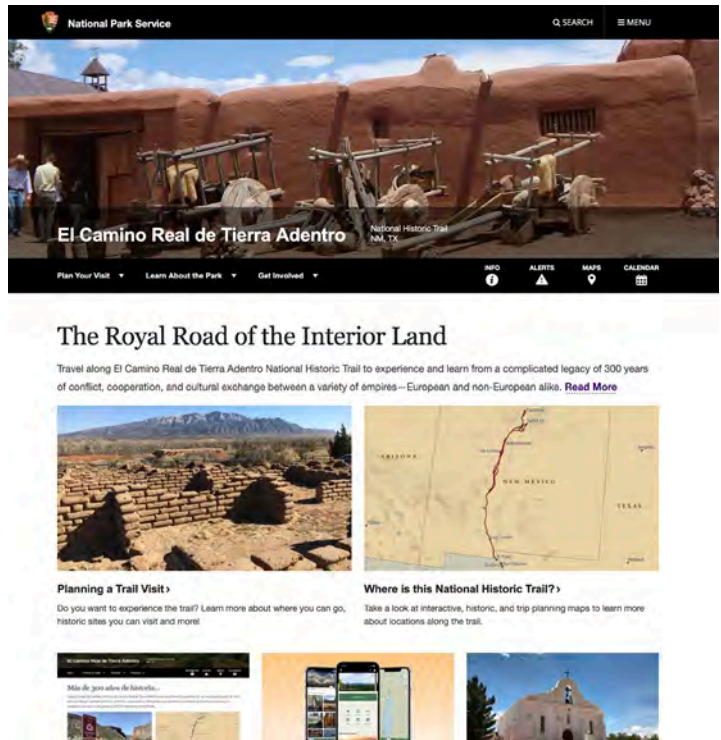 National Park Service
SEARCH
MENU
El Camino Real de Tierra Adentro
National Historic Trail
NM, TX
Plan Your Visit
Learn About the Park
Get Involved
INFO
ALERTS
MAPS
CALENDAR
The Royal Road of the Interior Land
Travel along El Camino Real de Tierra Adentro National Historic Trail to experience and learn from a complicated legacy of 300 years
of conflict, cooperation, and cultural exchange between a variety of empires—European and non-European alike. Read More
ARIZONA
NEW MEXICO
TEXAS
Planning a Trail Visit ›
Where is this National Historic Trail? ›
Do you want to experience the trail? Learn more about where you can go,
historic sites you can visit and more!
Take a look at interactive, historic, and trip planning maps to learn more
about locations along the trail.
El Camino Real de Tierra Adentro
Más de 300 años de historia...